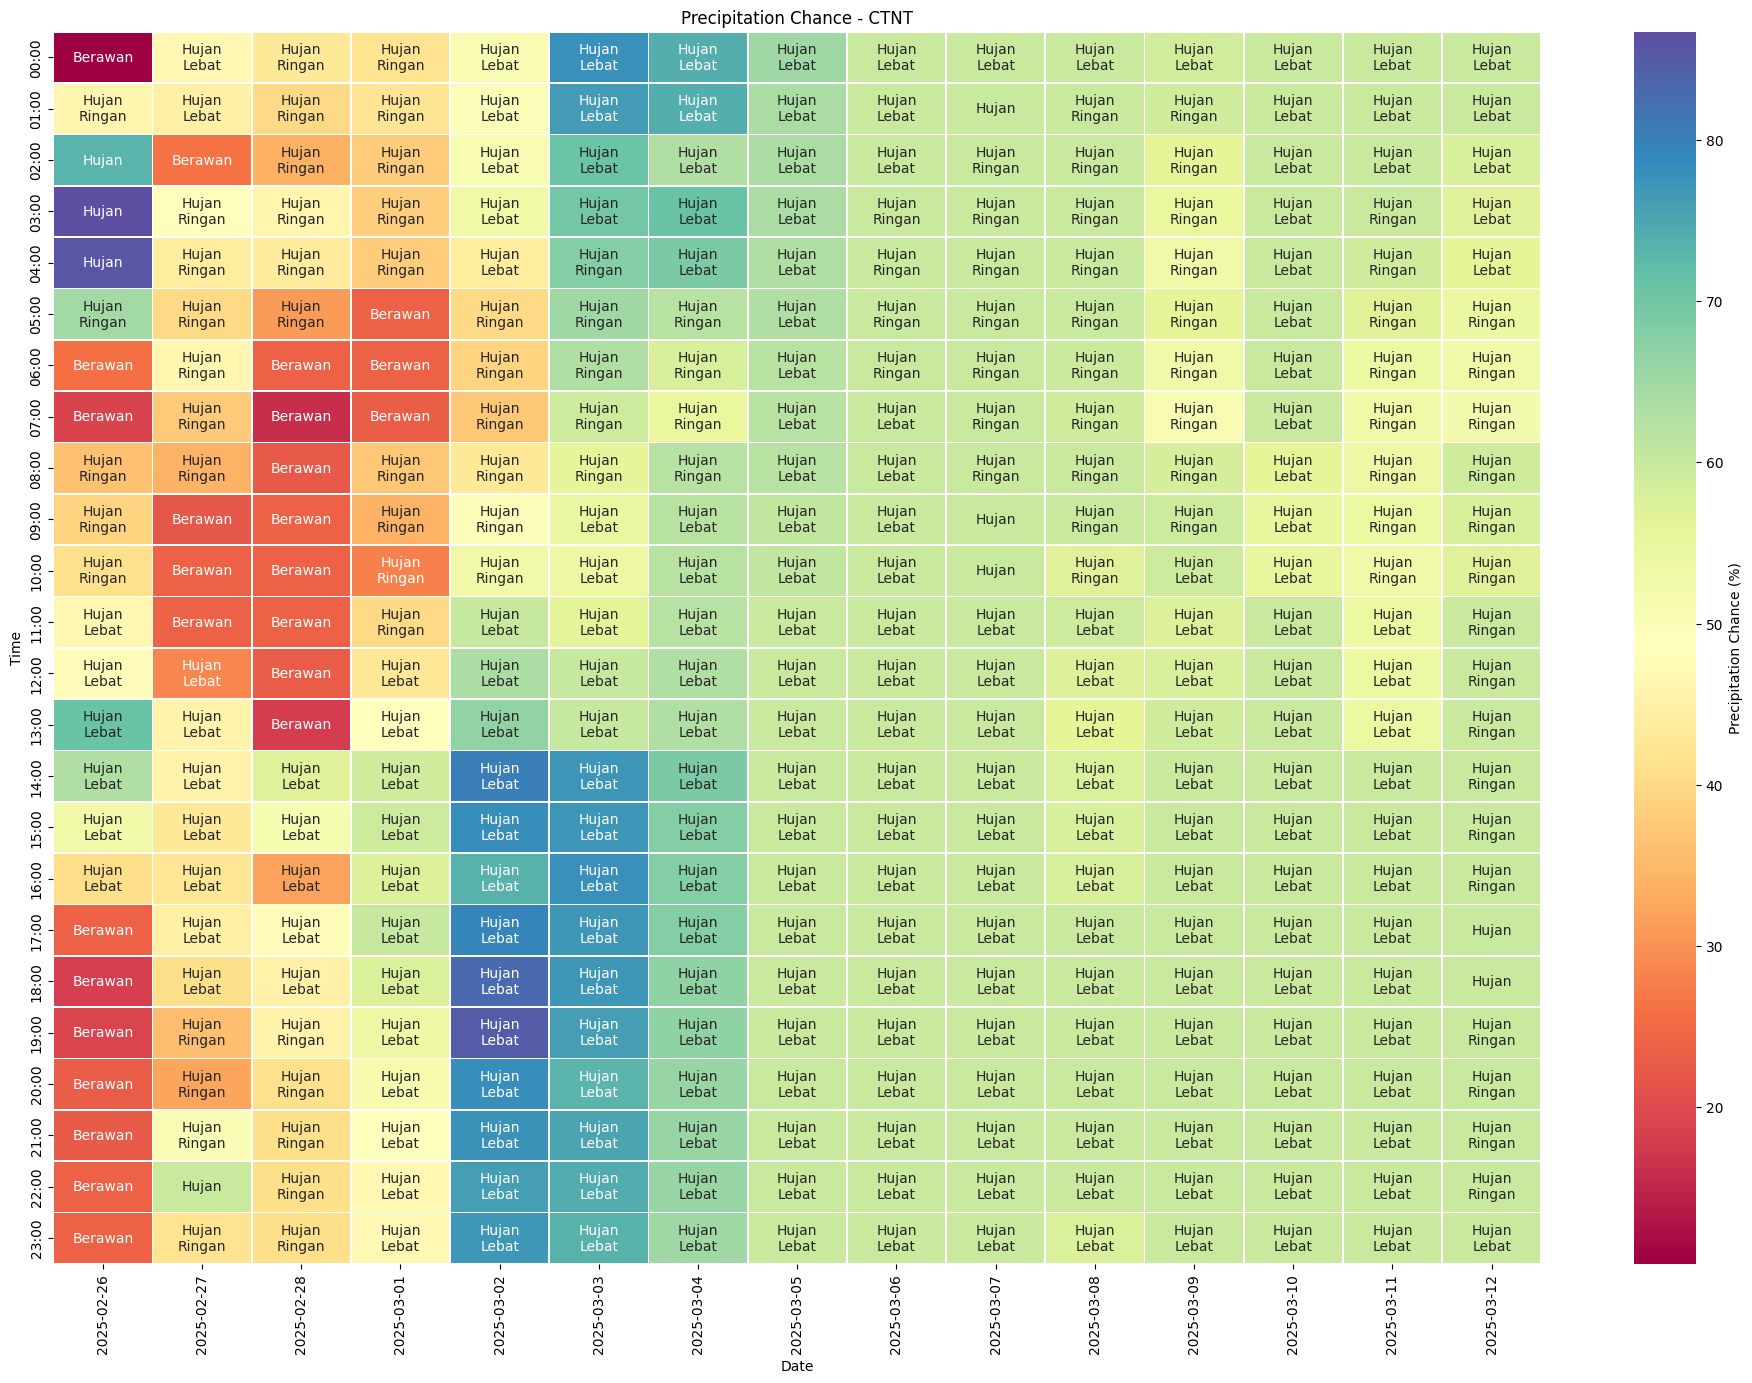 Precipitation Chance - CTNT
00:00 Berawan Hujan Lebat Hujan Ringan Hujan Ringan Hujan Lebat Hujan Lebat Hujan Lebat Hujan Lebat Hujan Lebat Hujan Lebat Hujan Lebat Hujan Lebat Hujan Lebat Hujan Lebat Hujan Lebat
01:00 Hujan Ringan Hujan Lebat Hujan Ringan Hujan Ringan Hujan Lebat Hujan Lebat Hujan Lebat Hujan Lebat Hujan Lebat Hujan Hujan Ringan Hujan Ringan Hujan Lebat Hujan Lebat Hujan Lebat
02:00 Hujan Berawan Hujan Ringan Hujan Ringan Hujan Lebat Hujan Lebat Hujan Lebat Hujan Lebat Hujan Lebat Hujan Ringan Hujan Ringan Hujan Ringan Hujan Lebat Hujan Lebat Hujan Lebat
03:00 Hujan Hujan Ringan Hujan Ringan Hujan Ringan Hujan Lebat Hujan Lebat Hujan Lebat Hujan Lebat Hujan Ringan Hujan Ringan Hujan Ringan Hujan Ringan Hujan Lebat Hujan Ringan Hujan Lebat
04:00 Hujan Hujan Ringan Hujan Ringan Hujan Ringan Hujan Lebat Hujan Ringan Hujan Lebat Hujan Lebat Hujan Ringan Hujan Ringan Hujan Ringan Hujan Ringan Hujan Lebat Hujan Ringan Hujan Lebat
05:00 Hujan Ringan Hujan Ringan Hujan Ringan Berawan Hujan Ringan Hujan Ringan Hujan Ringan Hujan Lebat Hujan Ringan Hujan Ringan Hujan Ringan Hujan Ringan Hujan Lebat Hujan Ringan Hujan Ringan
06:00 Berawan Hujan Ringan Berawan Berawan Hujan Ringan Hujan Ringan Hujan Ringan Hujan Lebat Hujan Ringan Hujan Ringan Hujan Ringan Hujan Ringan Hujan Lebat Hujan Ringan Hujan Ringan
07:00 Berawan Hujan Ringan Berawan Berawan Hujan Ringan Hujan Ringan Hujan Ringan Hujan Lebat Hujan Lebat Hujan Ringan Hujan Ringan Hujan Ringan Hujan Lebat Hujan Ringan Hujan Ringan
08:00 Hujan Ringan Hujan Ringan Berawan Hujan Ringan Hujan Ringan Hujan Ringan Hujan Ringan Hujan Lebat Hujan Lebat Hujan Ringan Hujan Ringan Hujan Ringan Hujan Lebat Hujan Ringan Hujan Ringan
09:00 Hujan Ringan Berawan Berawan Hujan Ringan Hujan Ringan Hujan Lebat Hujan Lebat Hujan Lebat Hujan Lebat Hujan Hujan Ringan Hujan Ringan Hujan Lebat Hujan Ringan Hujan Ringan
10:00 Hujan Ringan Berawan Berawan Hujan Ringan Hujan Ringan Hujan Lebat Hujan Lebat Hujan Lebat Hujan Lebat Hujan Hujan Ringan Hujan Lebat Hujan Lebat Hujan Ringan Hujan Ringan
11:00 Hujan Lebat Berawan Berawan Hujan Ringan Hujan Lebat Hujan Lebat Hujan Lebat Hujan Lebat Hujan Lebat Hujan Lebat Hujan Lebat Hujan Lebat Hujan Lebat Hujan Lebat Hujan Ringan
12:00 Hujan Lebat Hujan Lebat Berawan Hujan Lebat Hujan Lebat Hujan Lebat Hujan Lebat Hujan Lebat Hujan Lebat Hujan Lebat Hujan Lebat Hujan Lebat Hujan Lebat Hujan Lebat Hujan Ringan
13:00 Hujan Lebat Hujan Lebat Berawan Hujan Lebat Hujan Lebat Hujan Lebat Hujan Lebat Hujan Lebat Hujan Lebat Hujan Lebat Hujan Lebat Hujan Lebat Hujan Lebat Hujan Lebat Hujan Ringan
14:00 Hujan Lebat Hujan Lebat Hujan Lebat Hujan Lebat Hujan Lebat Hujan Lebat Hujan Lebat Hujan Lebat Hujan Lebat Hujan Lebat Hujan Lebat Hujan Lebat Hujan Lebat Hujan Lebat Hujan Ringan
15:00 Hujan Lebat Hujan Lebat Hujan Lebat Hujan Lebat Hujan Lebat Hujan Lebat Hujan Lebat Hujan Lebat Hujan Lebat Hujan Lebat Hujan Lebat Hujan Lebat Hujan Lebat Hujan Lebat Hujan Ringan
16:00 Hujan Lebat Hujan Lebat Hujan Lebat Hujan Lebat Hujan Lebat Hujan Lebat Hujan Lebat Hujan Lebat Hujan Lebat Hujan Lebat Hujan Lebat Hujan Lebat Hujan Lebat Hujan Lebat Hujan Ringan
17:00 Berawan Hujan Lebat Hujan Lebat Hujan Lebat Hujan Lebat Hujan Lebat Hujan Lebat Hujan Lebat Hujan Lebat Hujan Lebat Hujan Lebat Hujan Lebat Hujan Lebat Hujan Lebat Hujan
18:00 Berawan Hujan Lebat Hujan Lebat Hujan Lebat Hujan Lebat Hujan Lebat Hujan Lebat Hujan Lebat Hujan Lebat Hujan Lebat Hujan Lebat Hujan Lebat Hujan Lebat Hujan Lebat Hujan
19:00 Berawan Hujan Ringan Hujan Ringan Hujan Lebat Hujan Lebat Hujan Lebat Hujan Lebat Hujan Lebat Hujan Lebat Hujan Lebat Hujan Lebat Hujan Lebat Hujan Lebat Hujan Lebat Hujan Ringan
20:00 Berawan Hujan Ringan Hujan Ringan Hujan Lebat Hujan Lebat Hujan Lebat Hujan Lebat Hujan Lebat Hujan Lebat Hujan Lebat Hujan Lebat Hujan Lebat Hujan Lebat Hujan Lebat Hujan Ringan
21:00 Berawan Hujan Ringan Hujan Ringan Hujan Lebat Hujan Lebat Hujan Lebat Hujan Lebat Hujan Lebat Hujan Lebat Hujan Lebat Hujan Lebat Hujan Lebat Hujan Lebat Hujan Lebat Hujan Ringan
22:00 Berawan Hujan Hujan Ringan Hujan Lebat Hujan Lebat Hujan Lebat Hujan Lebat Hujan Lebat Hujan Lebat Hujan Lebat Hujan Lebat Hujan Lebat Hujan Lebat Hujan Lebat Hujan Ringan
23:00 Berawan Hujan Ringan Hujan Ringan Hujan Lebat Hujan Lebat Hujan Lebat Hujan Lebat Hujan Lebat Hujan Lebat Hujan Lebat Hujan Lebat Hujan Lebat Hujan Lebat Hujan Lebat Hujan Lebat
Time
2025-02-26 2025-02-27 2025-02-28 2025-03-01 2025-03-02 2025-03-03 2025-03-04 2025-03-05 2025-03-06 2025-03-07 2025-03-08 2025-03-09 2025-03-10 2025-03-11 2025-03-12
Date
80
70
60
50
40
30
20
Precipitation Chance (%)